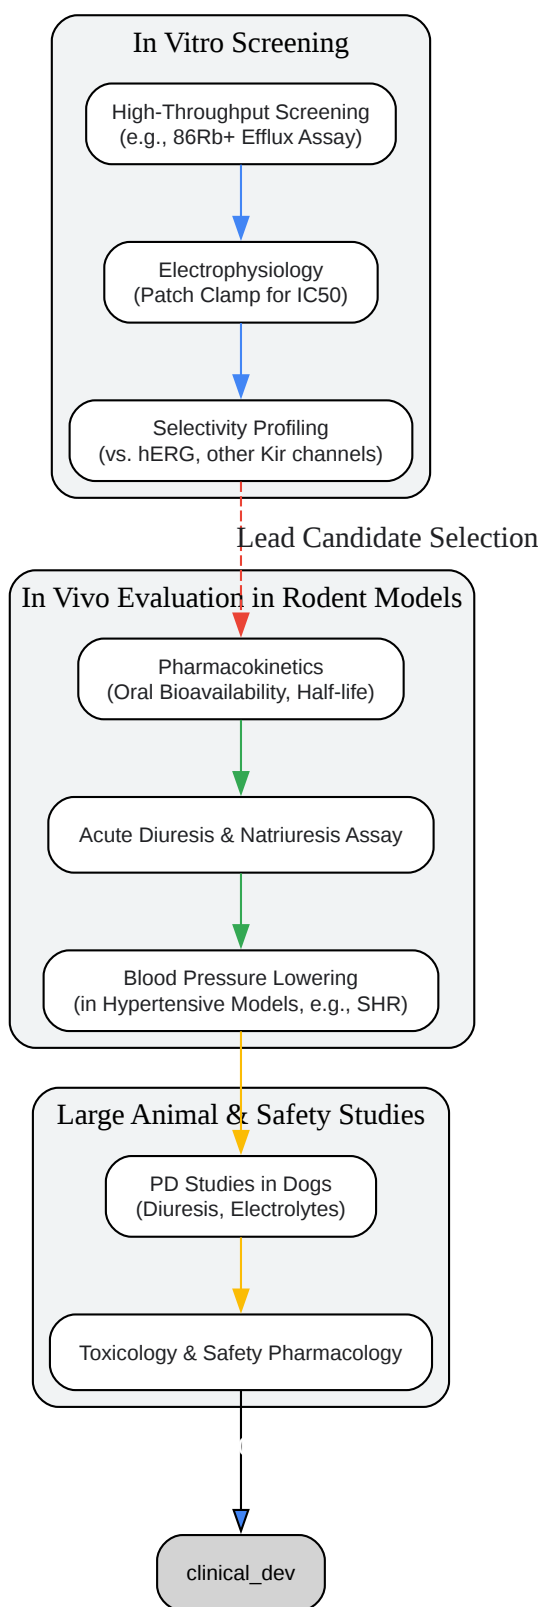 In Vitro Screening
High-Throughput Screening
(e.g., 86Rb+ Efflux Assay)
Electrophysiology
(Patch Clamp for IC50)
Selectivity Profiling
(vs. hERG, other Kir channels)
Lead Candidate Selection
In Vivo Evaluation in Rodent Models
Pharmacokinetics
(Oral Bioavailability, Half-life)
Acute Diuresis & Natriuresis Assay
Blood Pressure Lowering
(in Hypertensive Models, e.g., SHR)
Large Animal & Safety Studies
PD Studies in Dogs
(Diuresis, Electrolytes)
Toxicology & Safety Pharmacology
clinical_dev